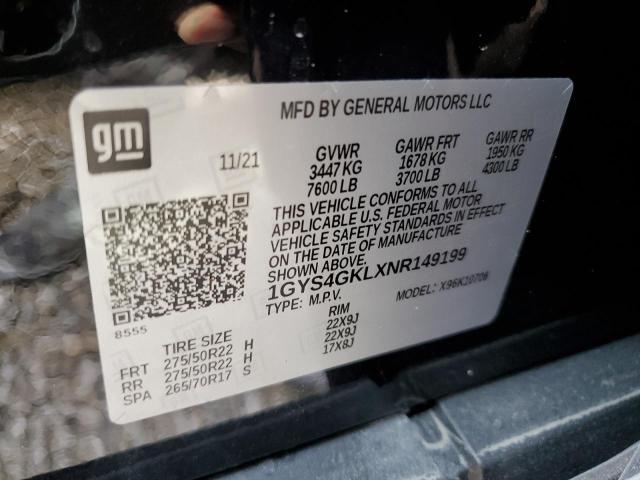 MFD BY GENERAL MOTORS LLC
gm
11/21
GVWR GAWR FRT GAWR RR
3447 KG 1678 KG 1950 KG
7600 LB 3700 LB 4300 LB
THIS VEHICLE CONFORMS TO ALL
APPLICABLE U.S. FEDERAL MOTOR
VEHICLE SAFETY STANDARDS IN EFFECT
ON THE DATE OF MANUFACTURE
SHOWN ABOVE.
1GYS4GKLXNR149199
TYPE: M.P.V. MODEL: X96K10706
8555
TIRE SIZE RIM
FRT 275/50R22 H 22X9J
RR 275/50R22 H 22X9J
SPA 265/70R17 S 17X8J